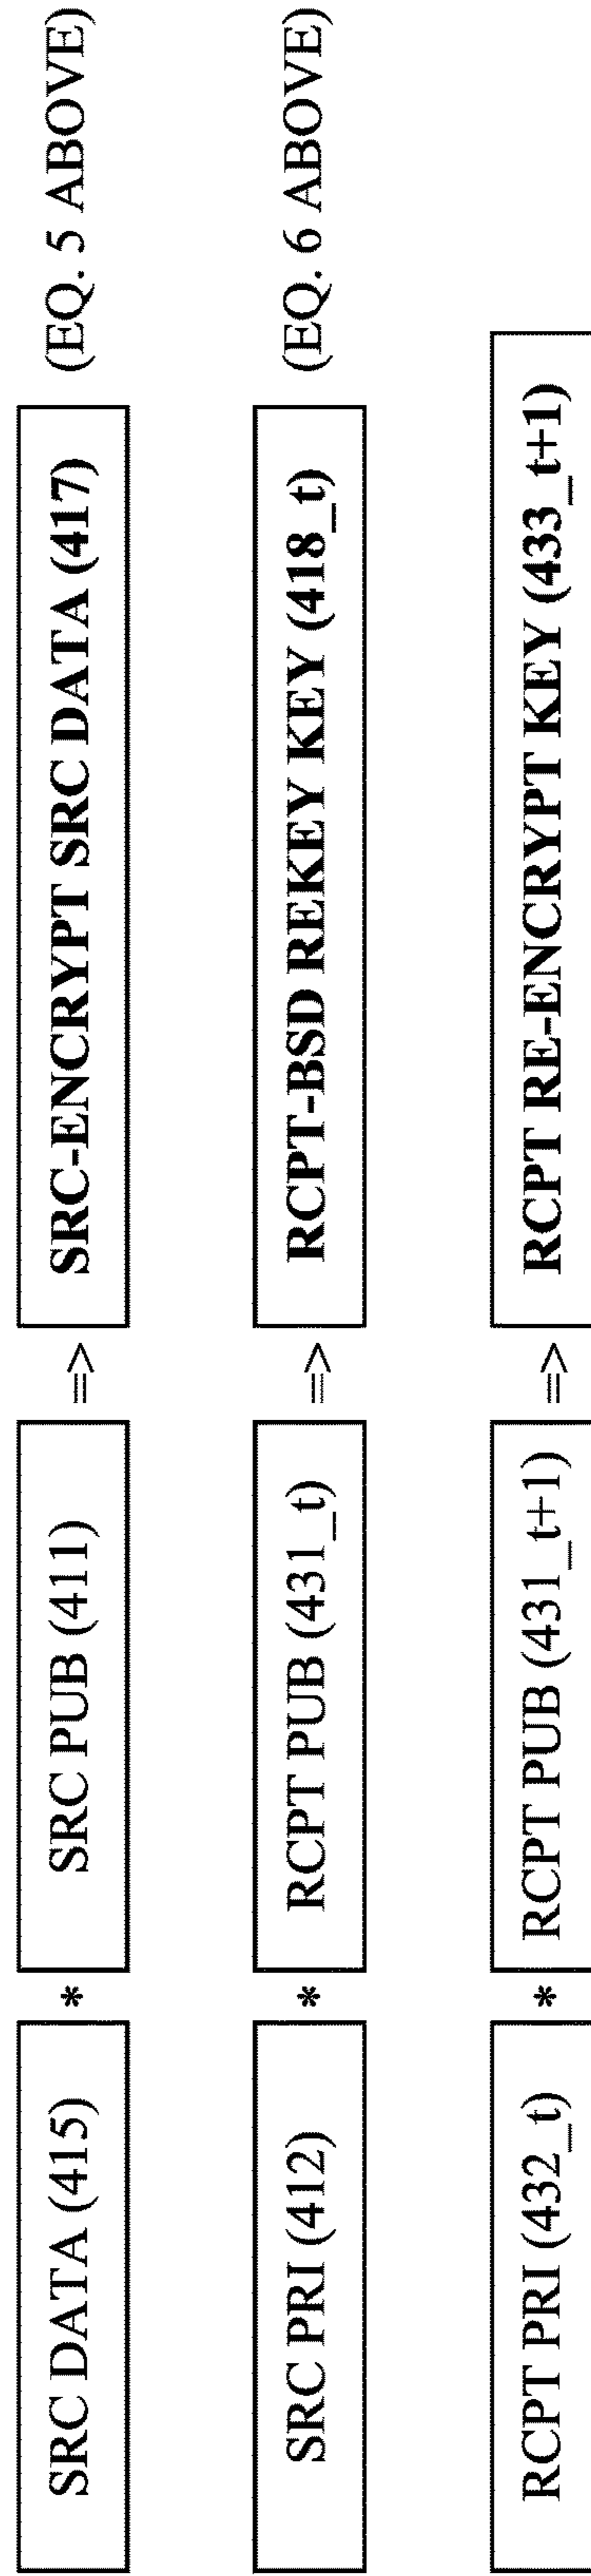 SRC DATA (415) * SRC PUB (411) => SRC-ENCRYPT SRC DATA (417) (EQ. 5 ABOVE)
SRC PRI (412) * RCPT PUB (431_t) => RCPT-BSD REKEY KEY (418_t) (EQ. 6 ABOVE)
RCPT PRI (432_t) * RCPT PUB (431_t+1) => RCPT RE-ENCRYPT KEY (433_t+1)